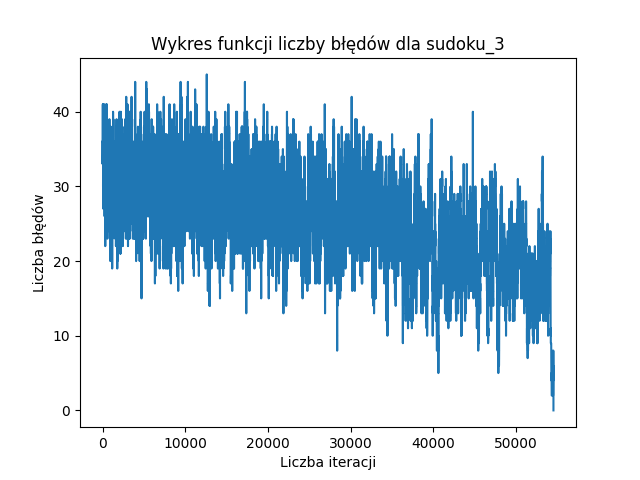 Wykres funkcji liczby błędów dla sudoku_3
Liczba błędów
40
30
20
10
0
0 10000 20000 30000 40000 50000
Liczba iteracji